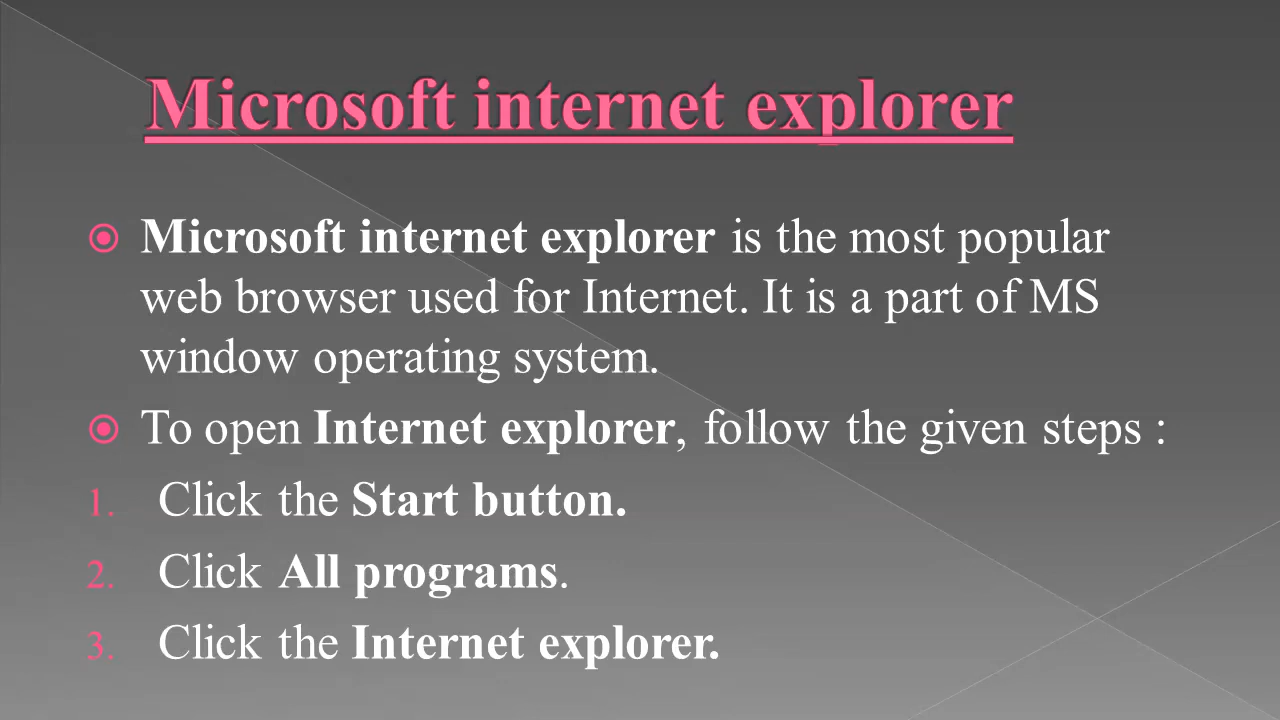 Microsoft internet explorer
Microsoft internet explorer is the most popular
web browser used for Internet. It is a part of MS
window operating system.
To open Internet explorer, follow the given steps :
1. Click the Start button.
2. Click All programs.
3. Click the Internet explorer.